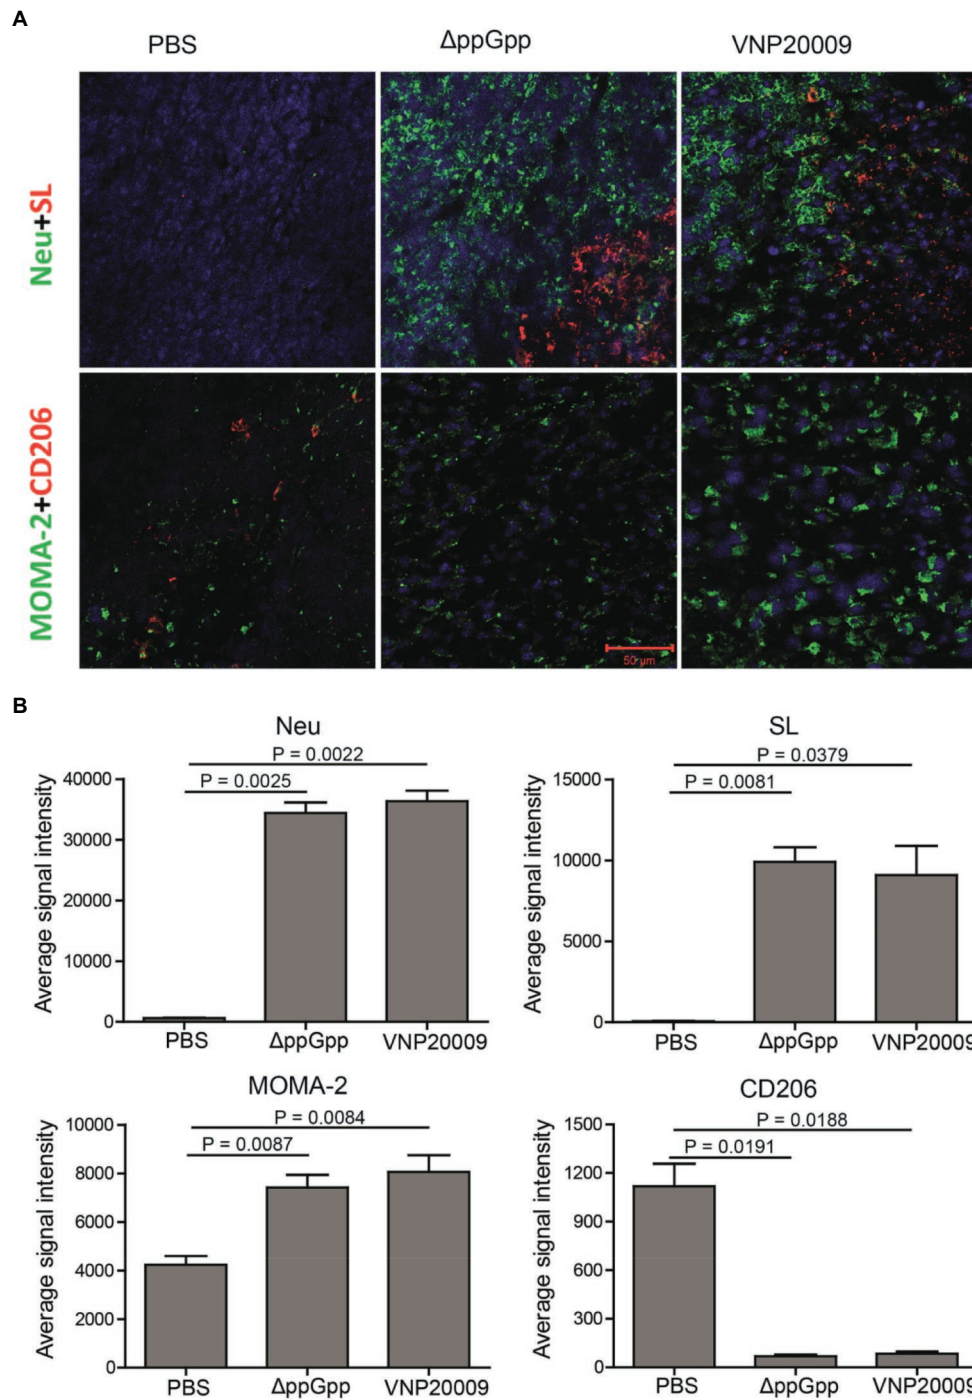 A
PBS ΔppGpp VNP20009
Neu+SL
MOMA-2+CD206
50 µm
B
Neu
P = 0.0022
P = 0.0025
Average signal intensity
40000
30000
20000
10000
0
PBS ΔppGpp VNP20009
SL
P = 0.0379
P = 0.0081
Average signal intensity
15000
10000
5000
0
PBS ΔppGpp VNP20009
MOMA-2
P = 0.0084
P = 0.0087
Average signal intensity
10000
8000
6000
4000
2000
0
PBS ΔppGpp VNP20009
CD206
P = 0.0188
P = 0.0191
Average signal intensity
1500
1200
900
600
300
0
PBS ΔppGpp VNP20009